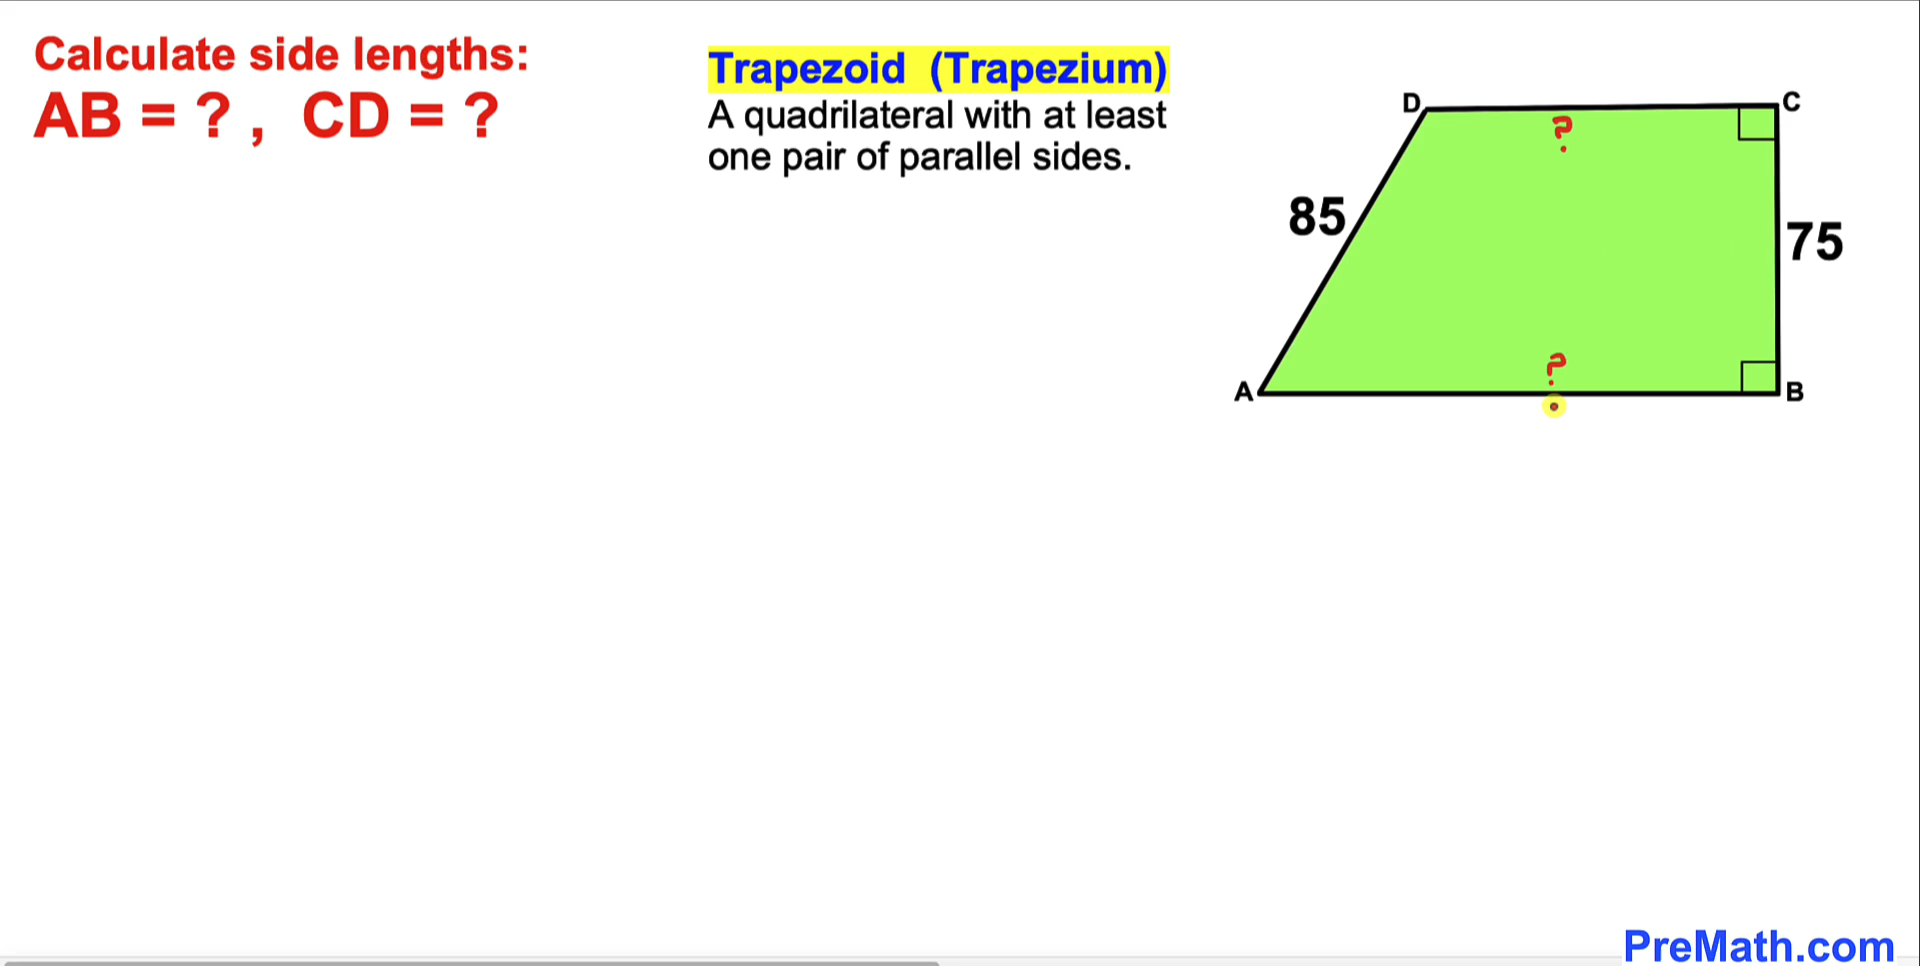 Calculate side lengths:
AB = ? , CD = ?
Trapezoid (Trapezium)
A quadrilateral with at least
one pair of parallel sides.
D
C
?
85
75
?
A
B
PreMath.com